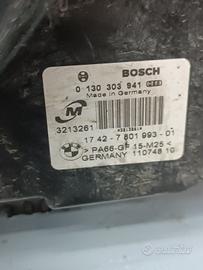 BOSCH
0 130 303 941
Made in Germany
M
3213261
17 42-7 801 993-01
>PA66-GF 15-M25<
GERMANY 110748 10
subito